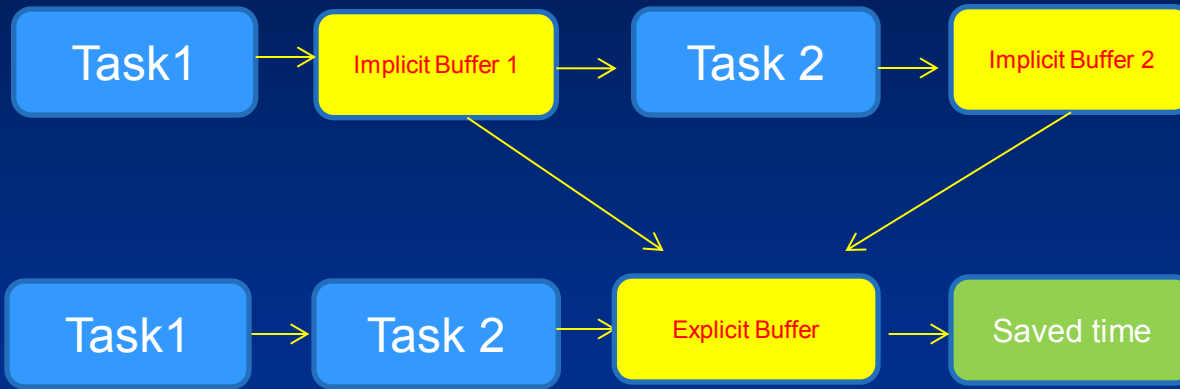 Task1
Implicit Buffer 1
Task 2
Implicit Buffer 2
Task1
Task 2
Explicit Buffer
Saved time